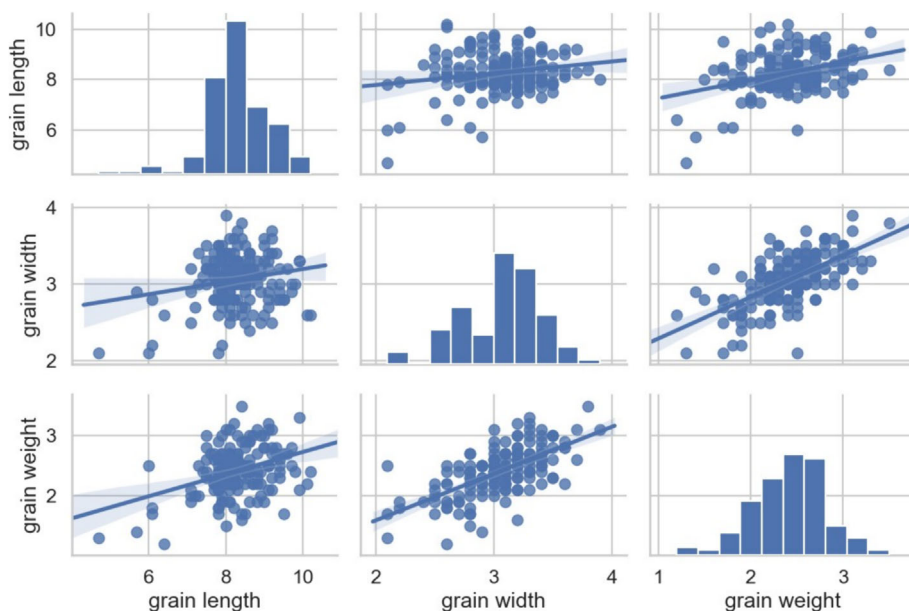 grain length
10
8
6
grain width
4
3
2
grain weight
3
2
6 8 10
2 3 4
1 2 3
grain length
grain width
grain weight